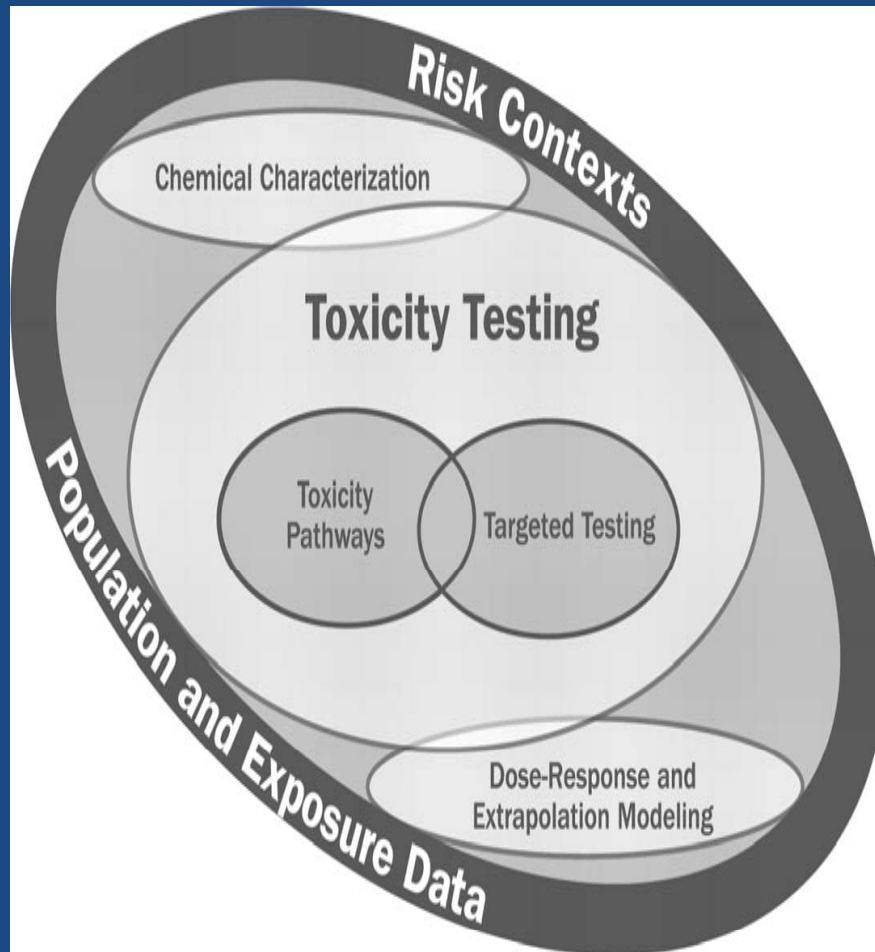 Risk Contexts
Chemical Characterization
Toxicity Testing
Toxicity
Pathways
Targeted Testing
Dose-Response and
Extrapolation Modeling
Population and Exposure Data